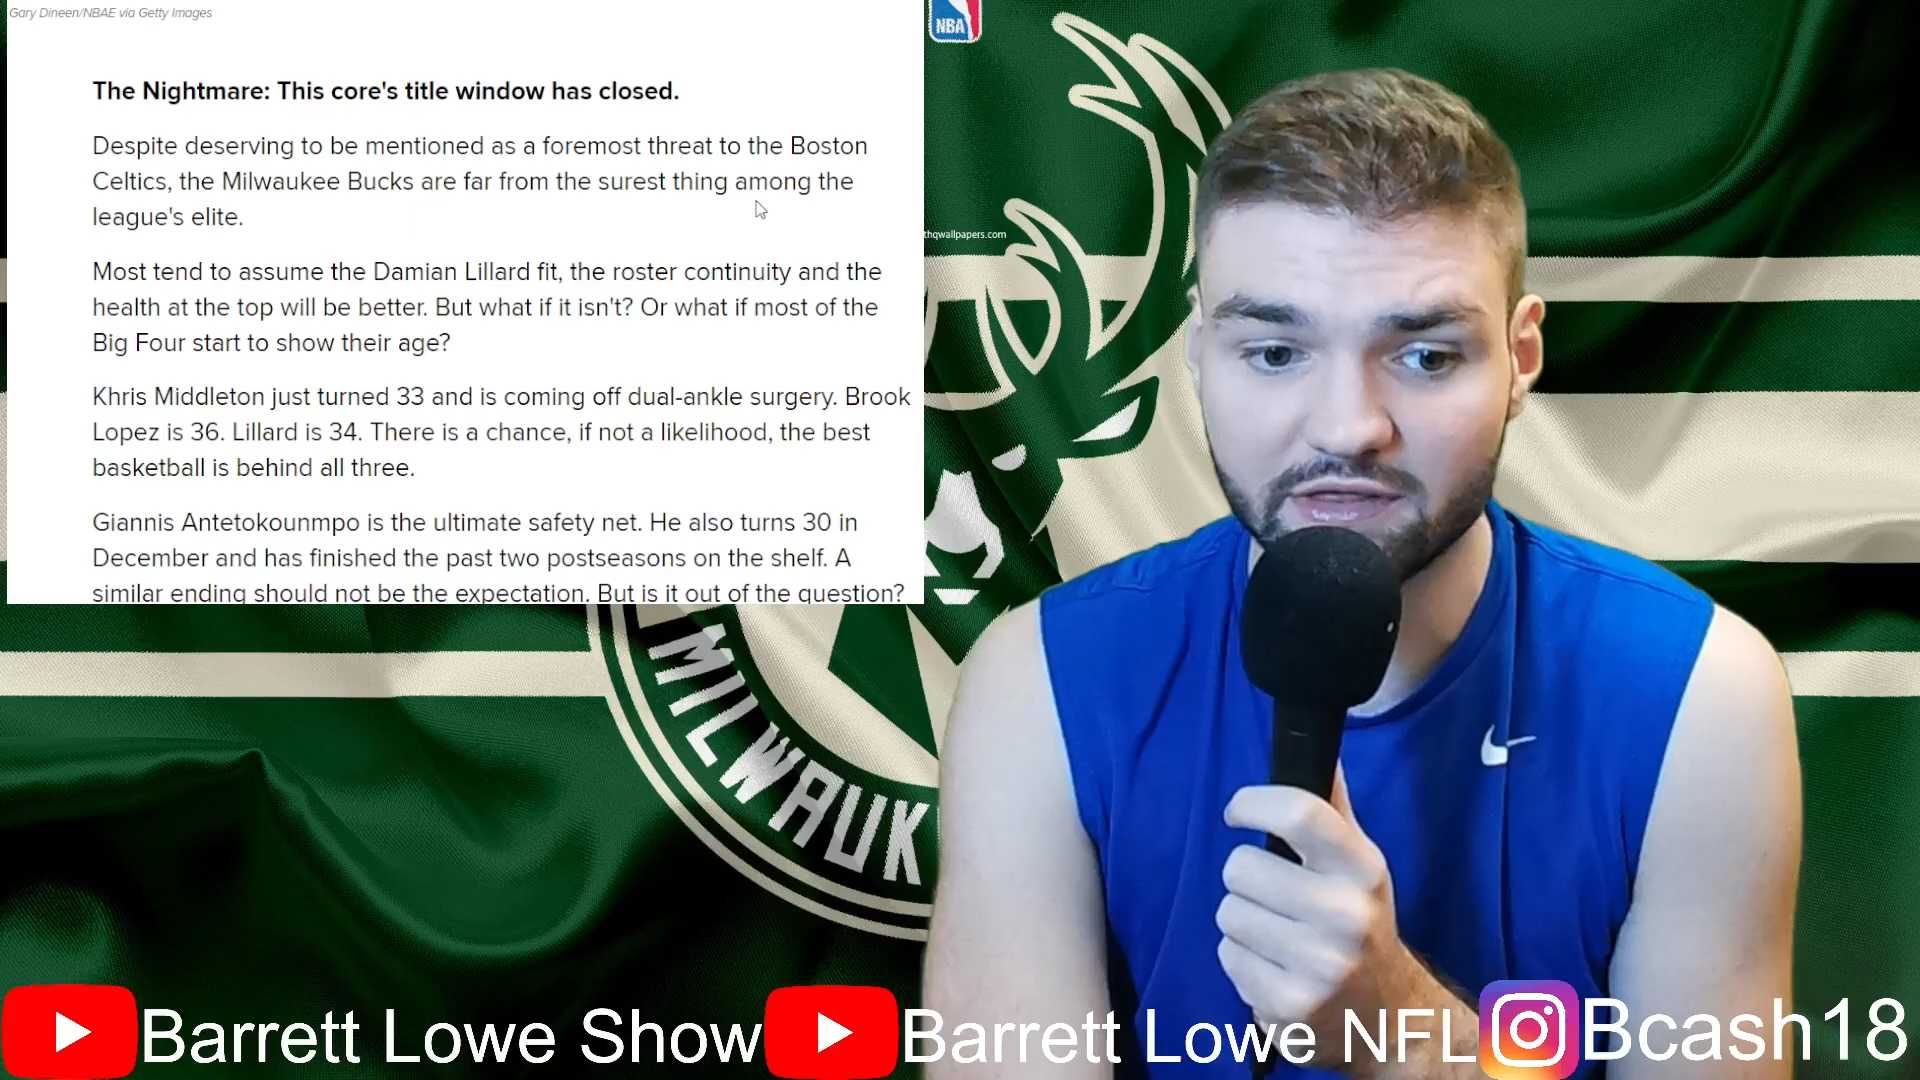 Gary Dineen/NBAE via Getty Images
The Nightmare: This core's title window has closed.
Despite deserving to be mentioned as a foremost threat to the Boston
Celtics, the Milwaukee Bucks are far from the surest thing among the
league's elite.
Most tend to assume the Damian Lillard fit, the roster continuity and the
health at the top will be better. But what if it isn't? Or what if most of the
Big Four start to show their age?
Khris Middleton just turned 33 and is coming off dual-ankle surgery. Brook
Lopez is 36. Lillard is 34. There is a chance, if not a likelihood, the best
basketball is behind all three.
Giannis Antetokounmpo is the ultimate safety net. He also turns 30 in
December and has finished the past two postseasons on the shelf. A
similar ending should not be the expectation. But is it out of the question?
NBA
thqwallpapers.com
MILWAUK
Barrett Lowe Show
Barrett Lowe NFL
Bcash18